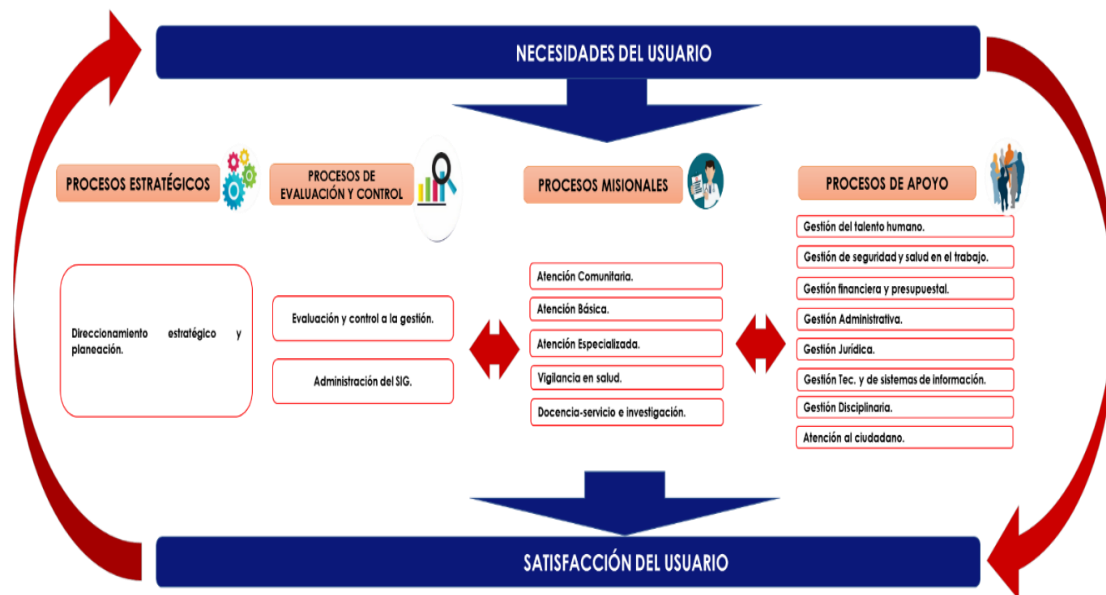 NECESIDADES DEL USUARIO
PROCESOS ESTRATÉGICOS
Direccionamiento estratégico y
planeación.
PROCESOS DE
EVALUACIÓN Y CONTROL
Evaluación y control a la gestión.
Administración del SIG.
PROCESOS MISIONALES
Atención Comunitaria.
Atención Básica.
Atención Especializada.
Vigilancia en salud.
Docencia-servicio e investigación.
PROCESOS DE APOYO
Gestión del talento humano.
Gestión de seguridad y salud en el trabajo.
Gestión financiera y presupuestal.
Gestión Administrativa.
Gestión Jurídica.
Gestión Tec. y de sistemas de información.
Gestión Disciplinaria.
Atención al ciudadano.
SATISFACCIÓN DEL USUARIO